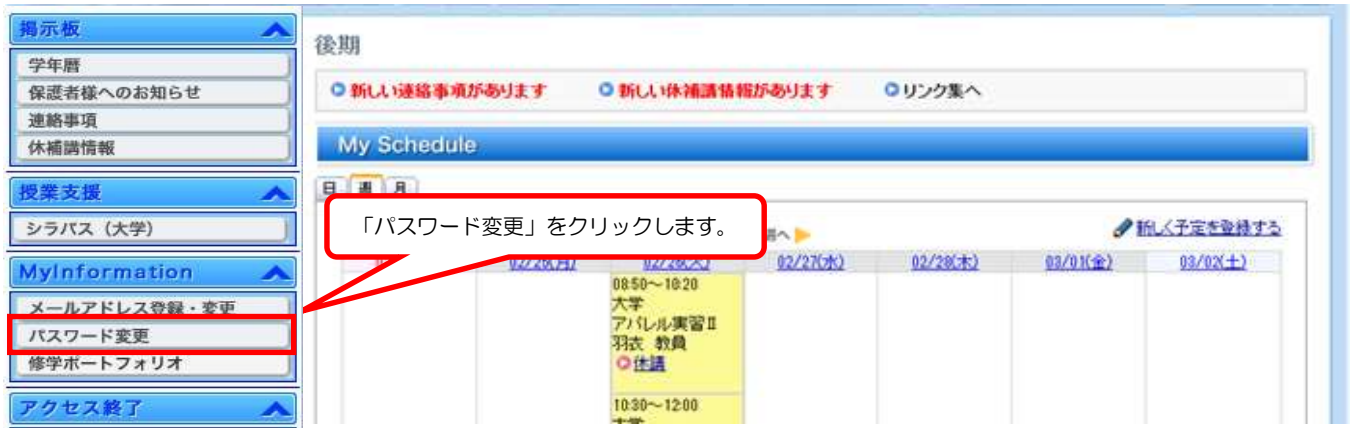 掲示板
学年暦
保護者様へのお知らせ
連絡事項
休補講情報
授業支援
シラバス（大学）
MyInformation
メールアドレス登録・変更
パスワード変更
修学ポートフォリオ
アクセス終了
後期
新しい連絡事項があります 新しい休補講情報があります リンク集へ
My Schedule
日 週 月
「パスワード変更」をクリックします。
新しく予定を登録する
02/27(水) 02/28(木) 03/01(金) 03/02(土)
08:50～10:20
大学
アパレル実習Ⅱ
羽衣 教員
休講
10:30～12:00
大学